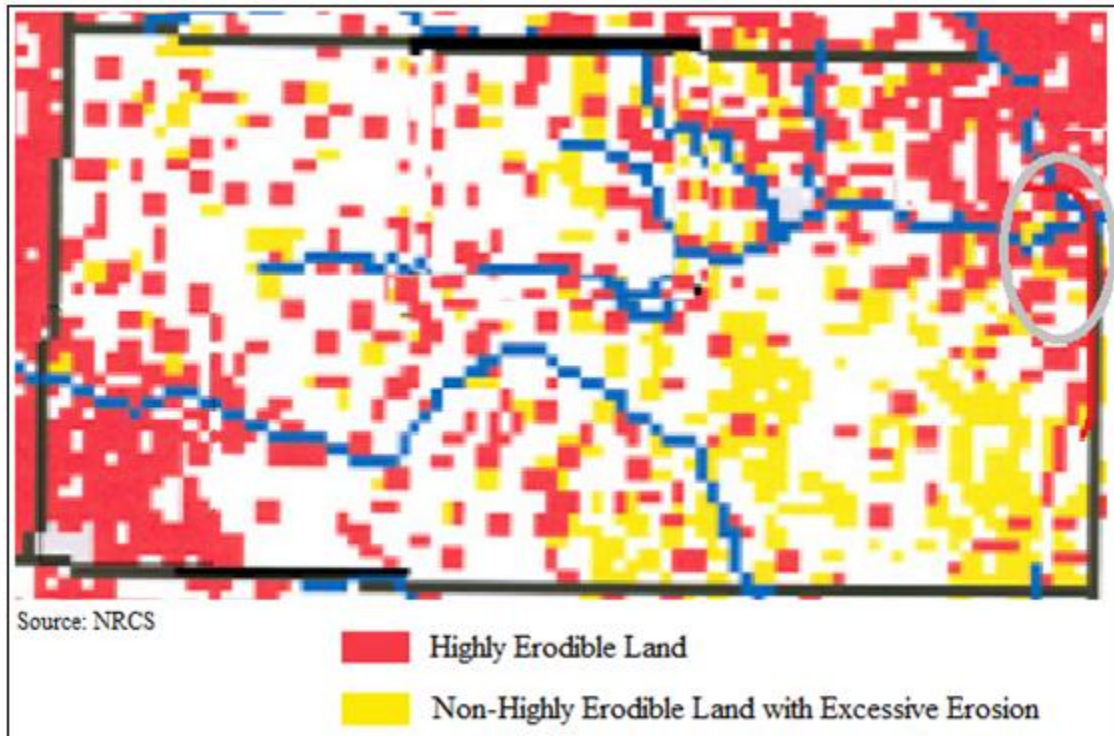 Source: NRCS
Highly Erodible Land
Non-Highly Erodible Land with Excessive Erosion